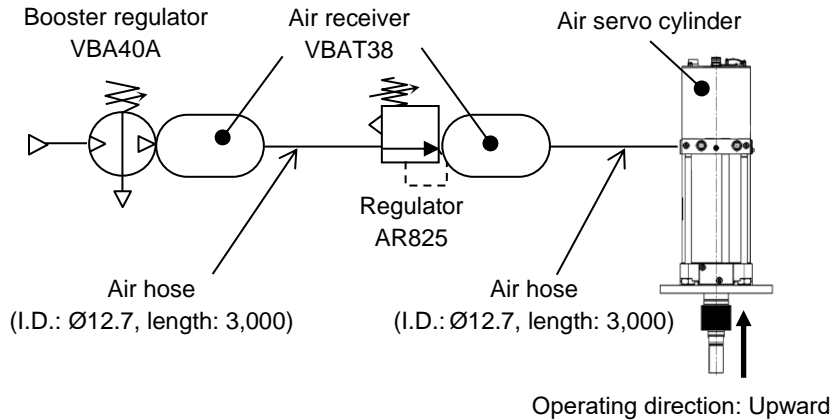 Booster regulator
VBA40A
Air receiver
VBAT38
Air servo cylinder
Regulator
AR825
Air hose
(I.D.: Ø12.7, length: 3,000)
Air hose
(I.D.: Ø12.7, length: 3,000)
Operating direction: Upward